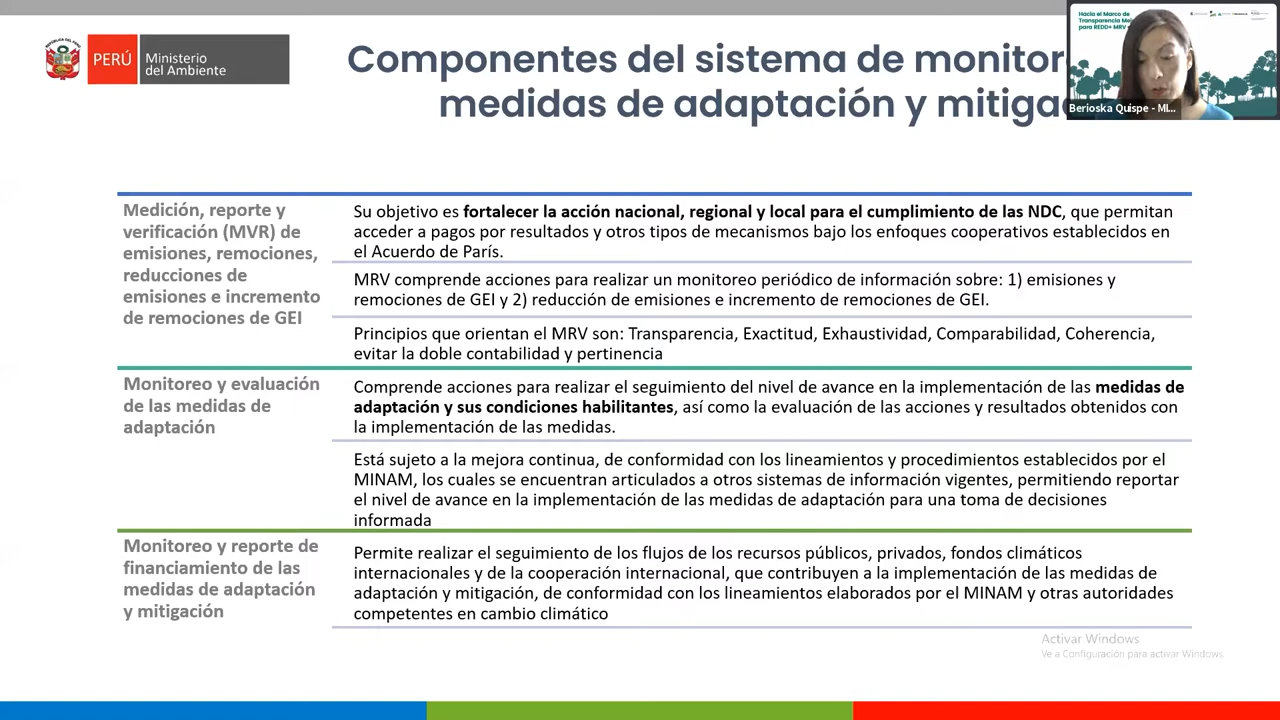 PERÚ
Ministerio
del Ambiente
Componentes del sistema de
medidas de adaptación y
Hacia el Marco de
Transparencia
para REDD+ MRV
Berioska Quispe - MI...
Medición, reporte y
verificación (MVR) de
emisiones, remociones,
reducciones de
emisiones e incremento
de remociones de GEI
Su objetivo es fortalecer la acción nacional, regional y local para el cumplimiento de las NDC, que permitan
acceder a pagos por resultados y otros tipos de mecanismos bajo los enfoques cooperativos establecidos en
el Acuerdo de París.
MRV comprende acciones para realizar un monitoreo periódico de información sobre: 1) emisiones y
remociones de GEI y 2) reducción de emisiones e incremento de remociones de GEI.
Principios que orientan el MRV son: Transparencia, Exactitud, Exhaustividad, Comparabilidad, Coherencia,
evitar la doble contabilidad y pertinencia
Monitoreo y evaluación
de las medidas de
adaptación
Comprende acciones para realizar el seguimiento del nivel de avance en la implementación de las medidas de
adaptación y sus condiciones habilitantes, así como la evaluación de las acciones y resultados obtenidos con
la implementación de las medidas.
Está sujeto a la mejora continua, de conformidad con los lineamientos y procedimientos establecidos por el
MINAM, los cuales se encuentran articulados a otros sistemas de información vigentes, permitiendo reportar
el nivel de avance en la implementación de las medidas de adaptación para una toma de decisiones
informada
Monitoreo y reporte de
financiamiento de las
medidas de adaptación
y mitigación
Permite realizar el seguimiento de los flujos de los recursos públicos, privados, fondos climáticos
internacionales y de la cooperación internacional, que contribuyen a la implementación de las medidas de
adaptación y mitigación, de conformidad con los lineamientos elaborados por el MINAM y otras autoridades
competentes en cambio climático
Activar Windows
Ve a Configuración para activar Windows.